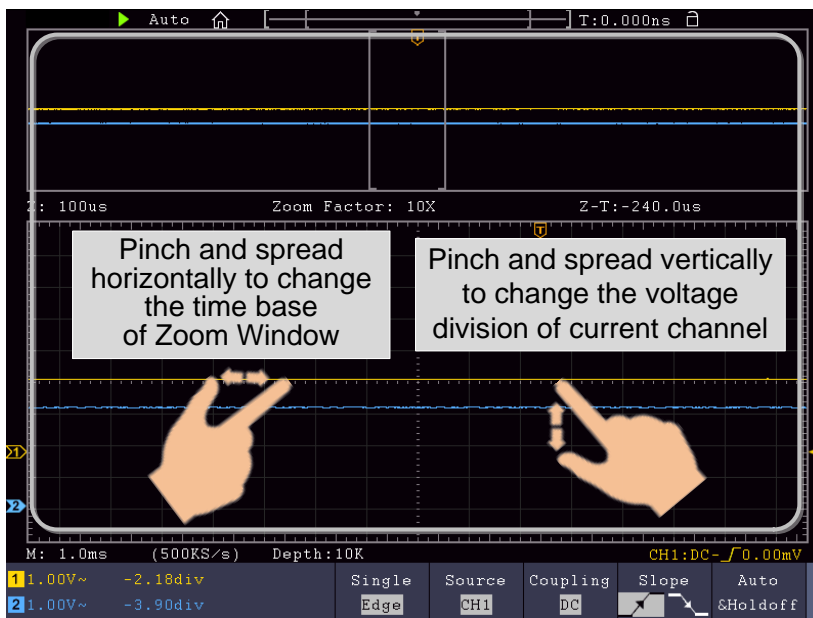 Auto T:0.000ns
T
Z: 100us Zoom Factor: 10X Z-T:-240.0us
T
Pinch and spread
horizontally to change
the time base
of Zoom Window
Pinch and spread vertically
to change the voltage
division of current channel
1
2
M: 1.0ms (500KS/s) Depth:10K CH1:DC- 0.00mV
1 1.00V~ -2.18div Single Source Coupling Slope Auto
2 1.00V~ -3.90div Edge CH1 DC &Holdoff